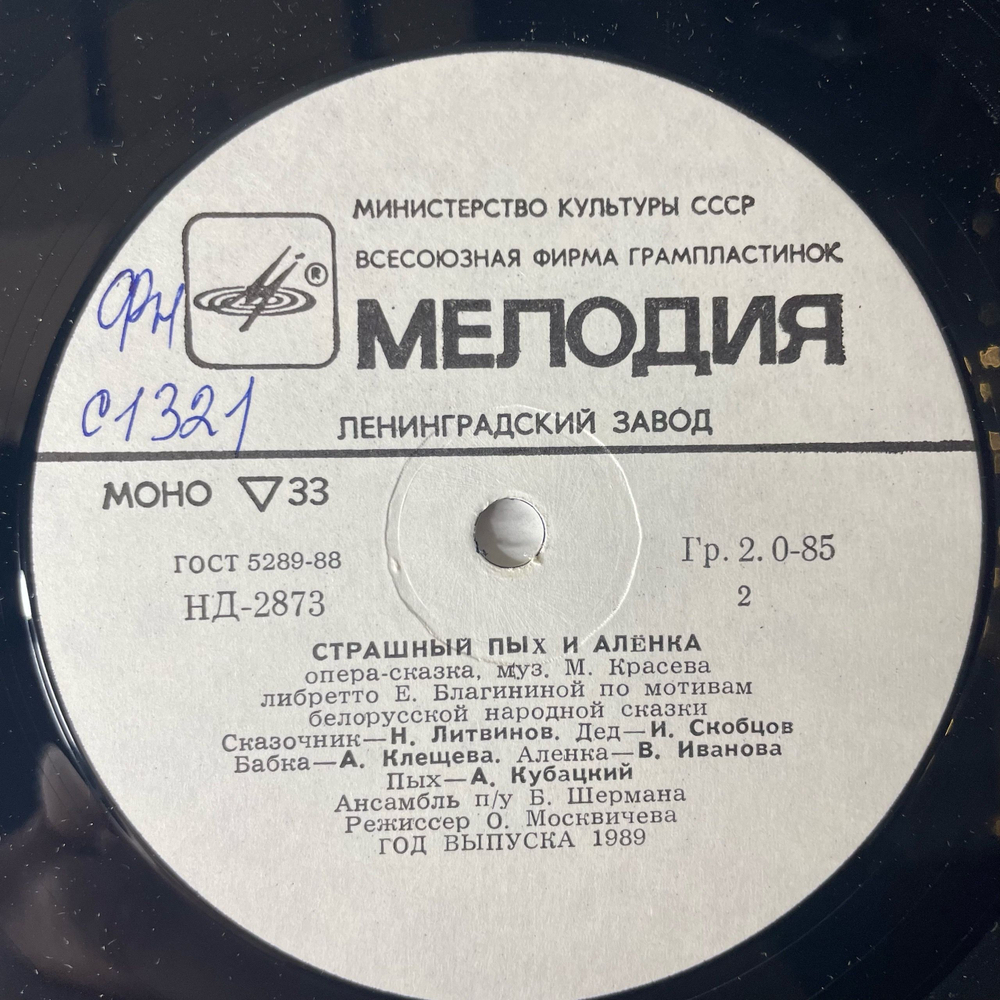 МИНИСТЕРСТВО КУЛЬТУРЫ СССР
ВСЕСОЮЗНАЯ ФИРМА ГРАМПЛАСТИНОК
®
МЕЛОДИЯ
ФН
С1321
ЛЕНИНГРАДСКИЙ ЗАВОД
МОНО ▽33
ГОСТ 5289-88
Гр. 2. 0-85
НД-2873
2
СТРАШНЫЙ ПЫХ И АЛЁНКА
опера-сказка, муз. М. Красева
либретто Е. Благининой по мотивам
белорусской народной сказки
Сказочник—Н. Литвинов. Дед—И. Скобцов
Бабка—А. Клещева. Аленка—В. Иванова
Пых—А. Кубацкий
Ансамбль п/у Б. Шермана
Режиссер О. Москвичева
ГОД ВЫПУСКА 1989